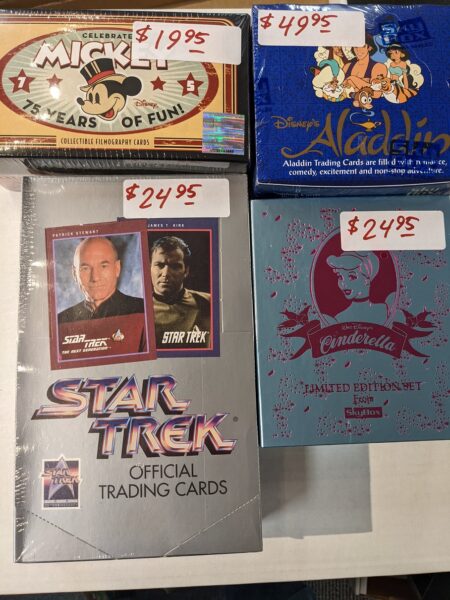 $19.95
CELEBRATE
MICKEY
7 5
75 YEARS OF FUN!
Disney
COLLECTIBLE FILMOGRAPHY CARDS
$49.95
Disney's
Aladdin
Aladdin Trading Cards are filled with
comedy, excitement and non-stop adventure.
$24.95
PATRICK STEWART
JAMES T. KIRK
STAR TREK
THE NEXT GENERATION
STAR TREK
STAR TREK
OFFICIAL
TRADING CARDS
STAR TREK
$24.95
Walt Disney's
Cinderella
LIMITED EDITION SET
From
SkyBox